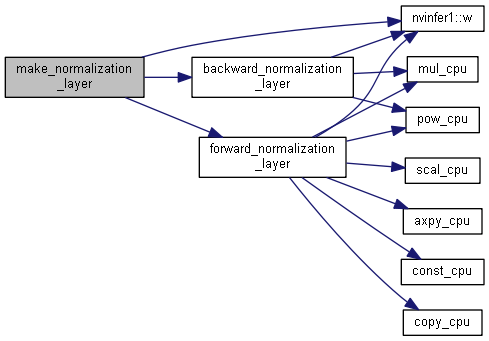 make_normalization
_layer
backward_normalization
_layer
forward_normalization
_layer
nvinfer1::w
mul_cpu
pow_cpu
scal_cpu
axpy_cpu
const_cpu
copy_cpu